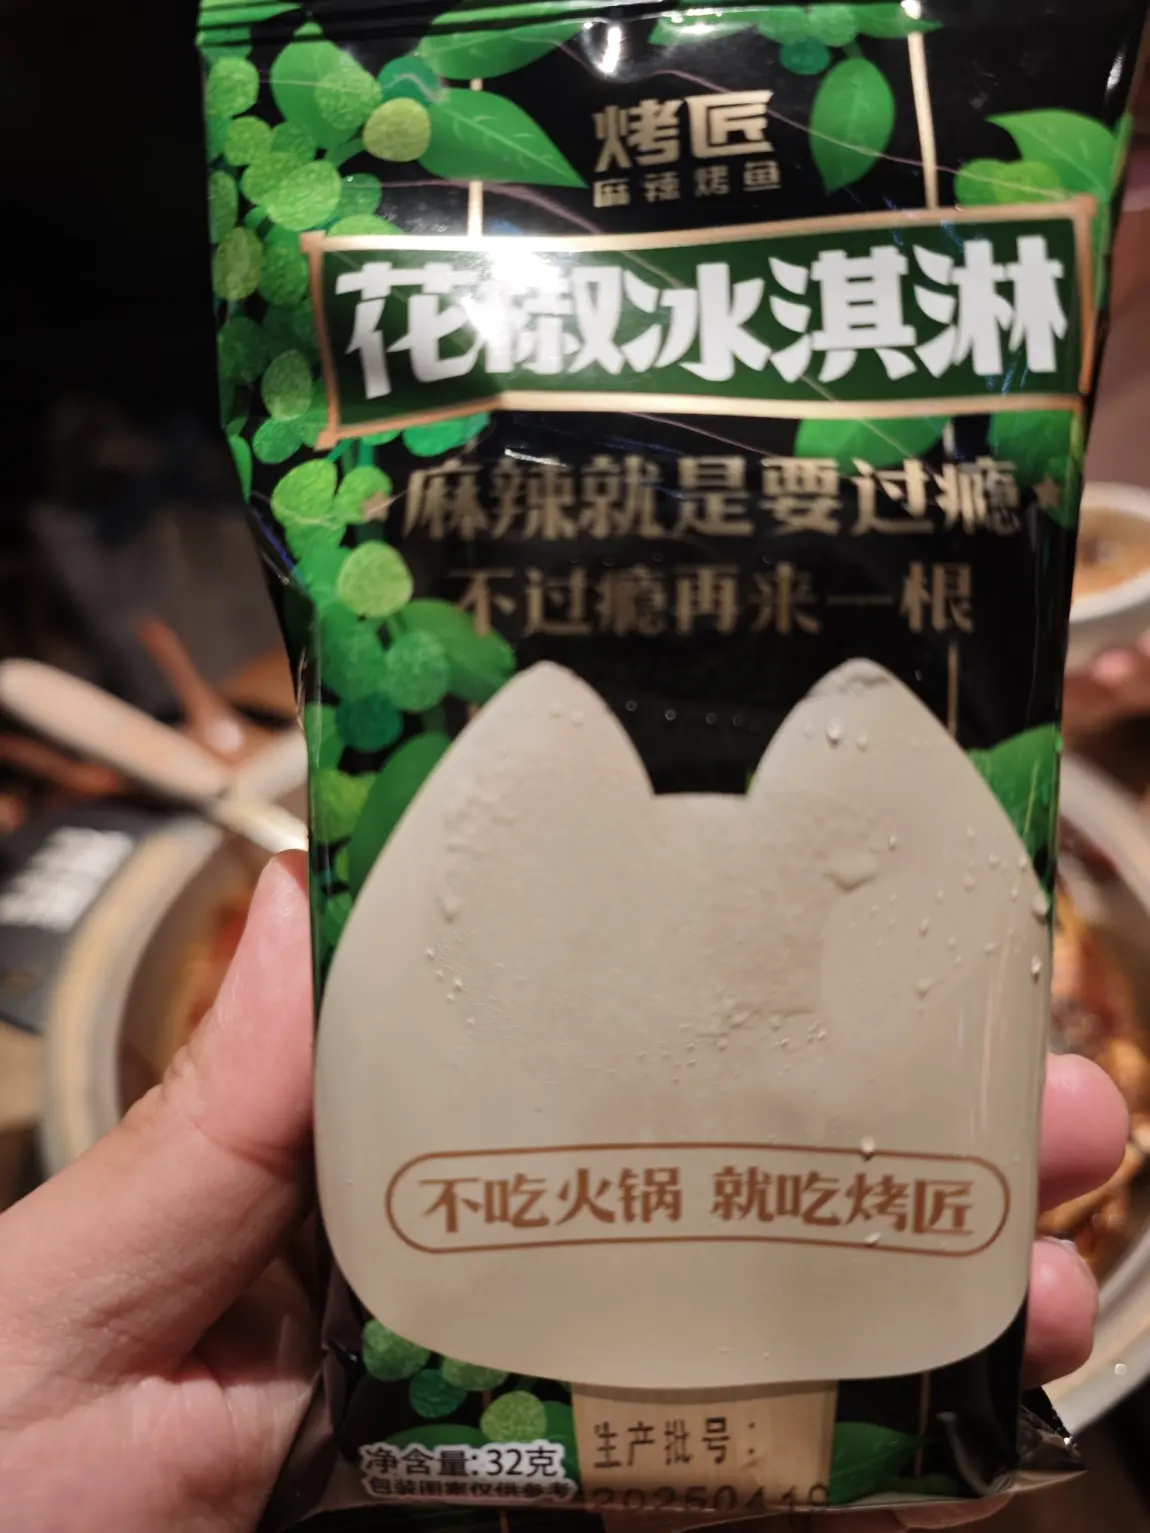 烤匠
麻辣烤鱼
花椒冰淇淋
麻辣就是要过瘾
不过瘾再来一根
不吃火锅 就吃烤匠
生产批号：
净含量:32克
包装图案仅供参考